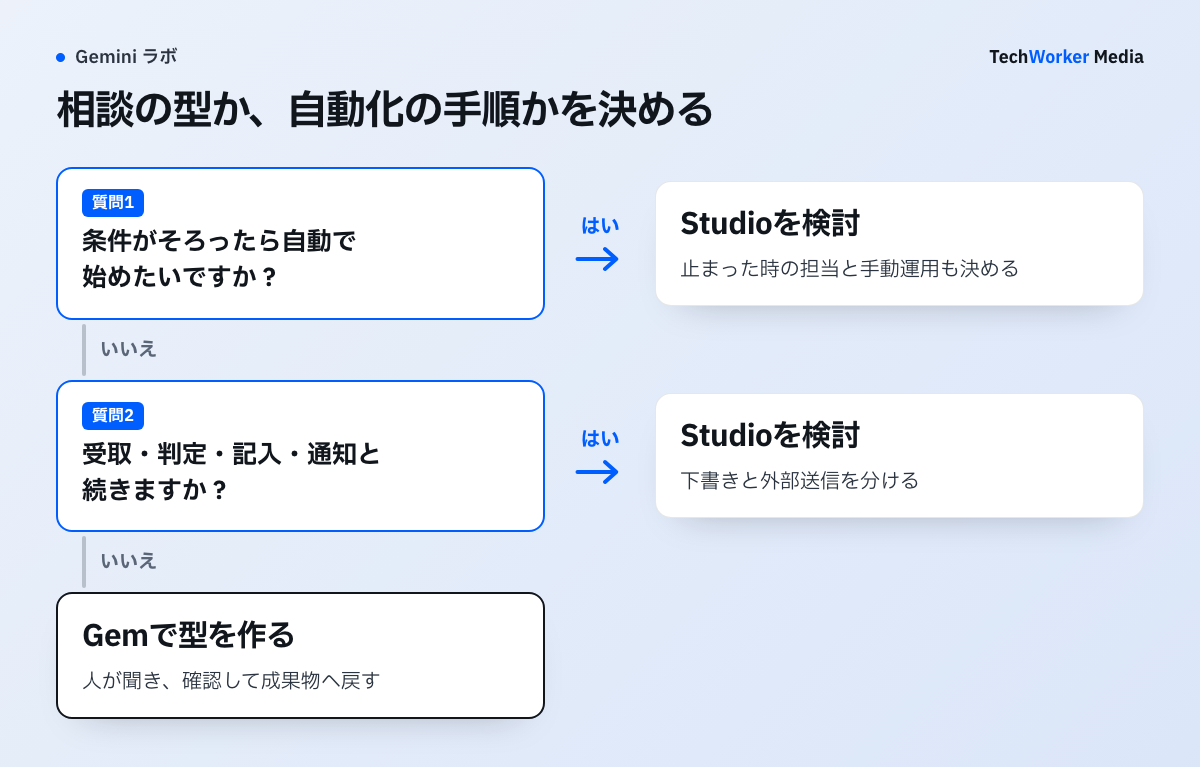 Gemini ラボ
TechWorker Media
相談の型か、自動化の手順かを決める
質問1
条件がそろったら自動で
始めたいですか？
はい
Studioを検討
止まった時の担当と手動運用も決める
いいえ
質問2
受取・判定・記入・通知と
続きますか？
はい
Studioを検討
下書きと外部送信を分ける
いいえ
Gemで型を作る
人が聞き、確認して成果物へ戻す